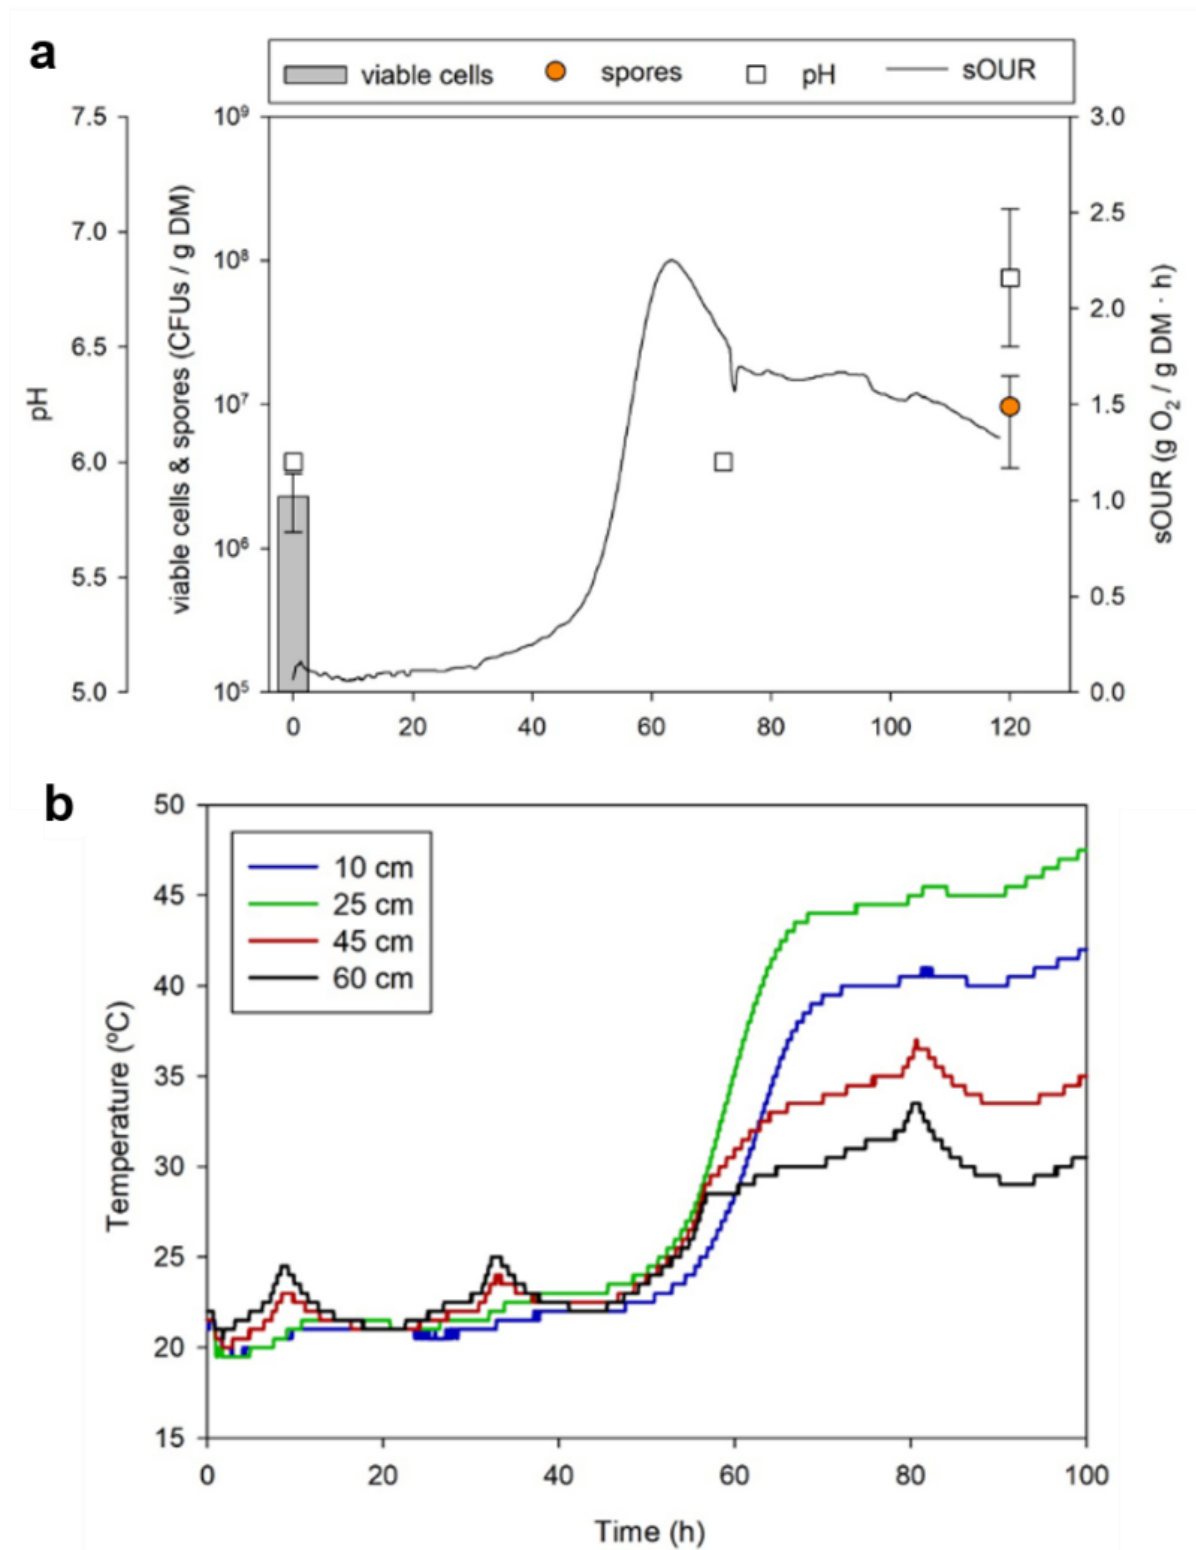 a
viable cells spores pH sOUR
7.5 10⁹ 3.0
7.0 2.5
10⁸
2.0
6.5
10⁷ 1.5
6.0
1.0
10⁶
5.5
0.5
5.0 10⁵ 0.0
pH
viable cells & spores (CFUs / g DM)
sOUR (g O₂ / g DM · h)
0 20 40 60 80 100 120
b
50
45
40
35
30
25
20
15
10 cm
25 cm
45 cm
60 cm
Temperature (ºC)
0 20 40 60 80 100
Time (h)